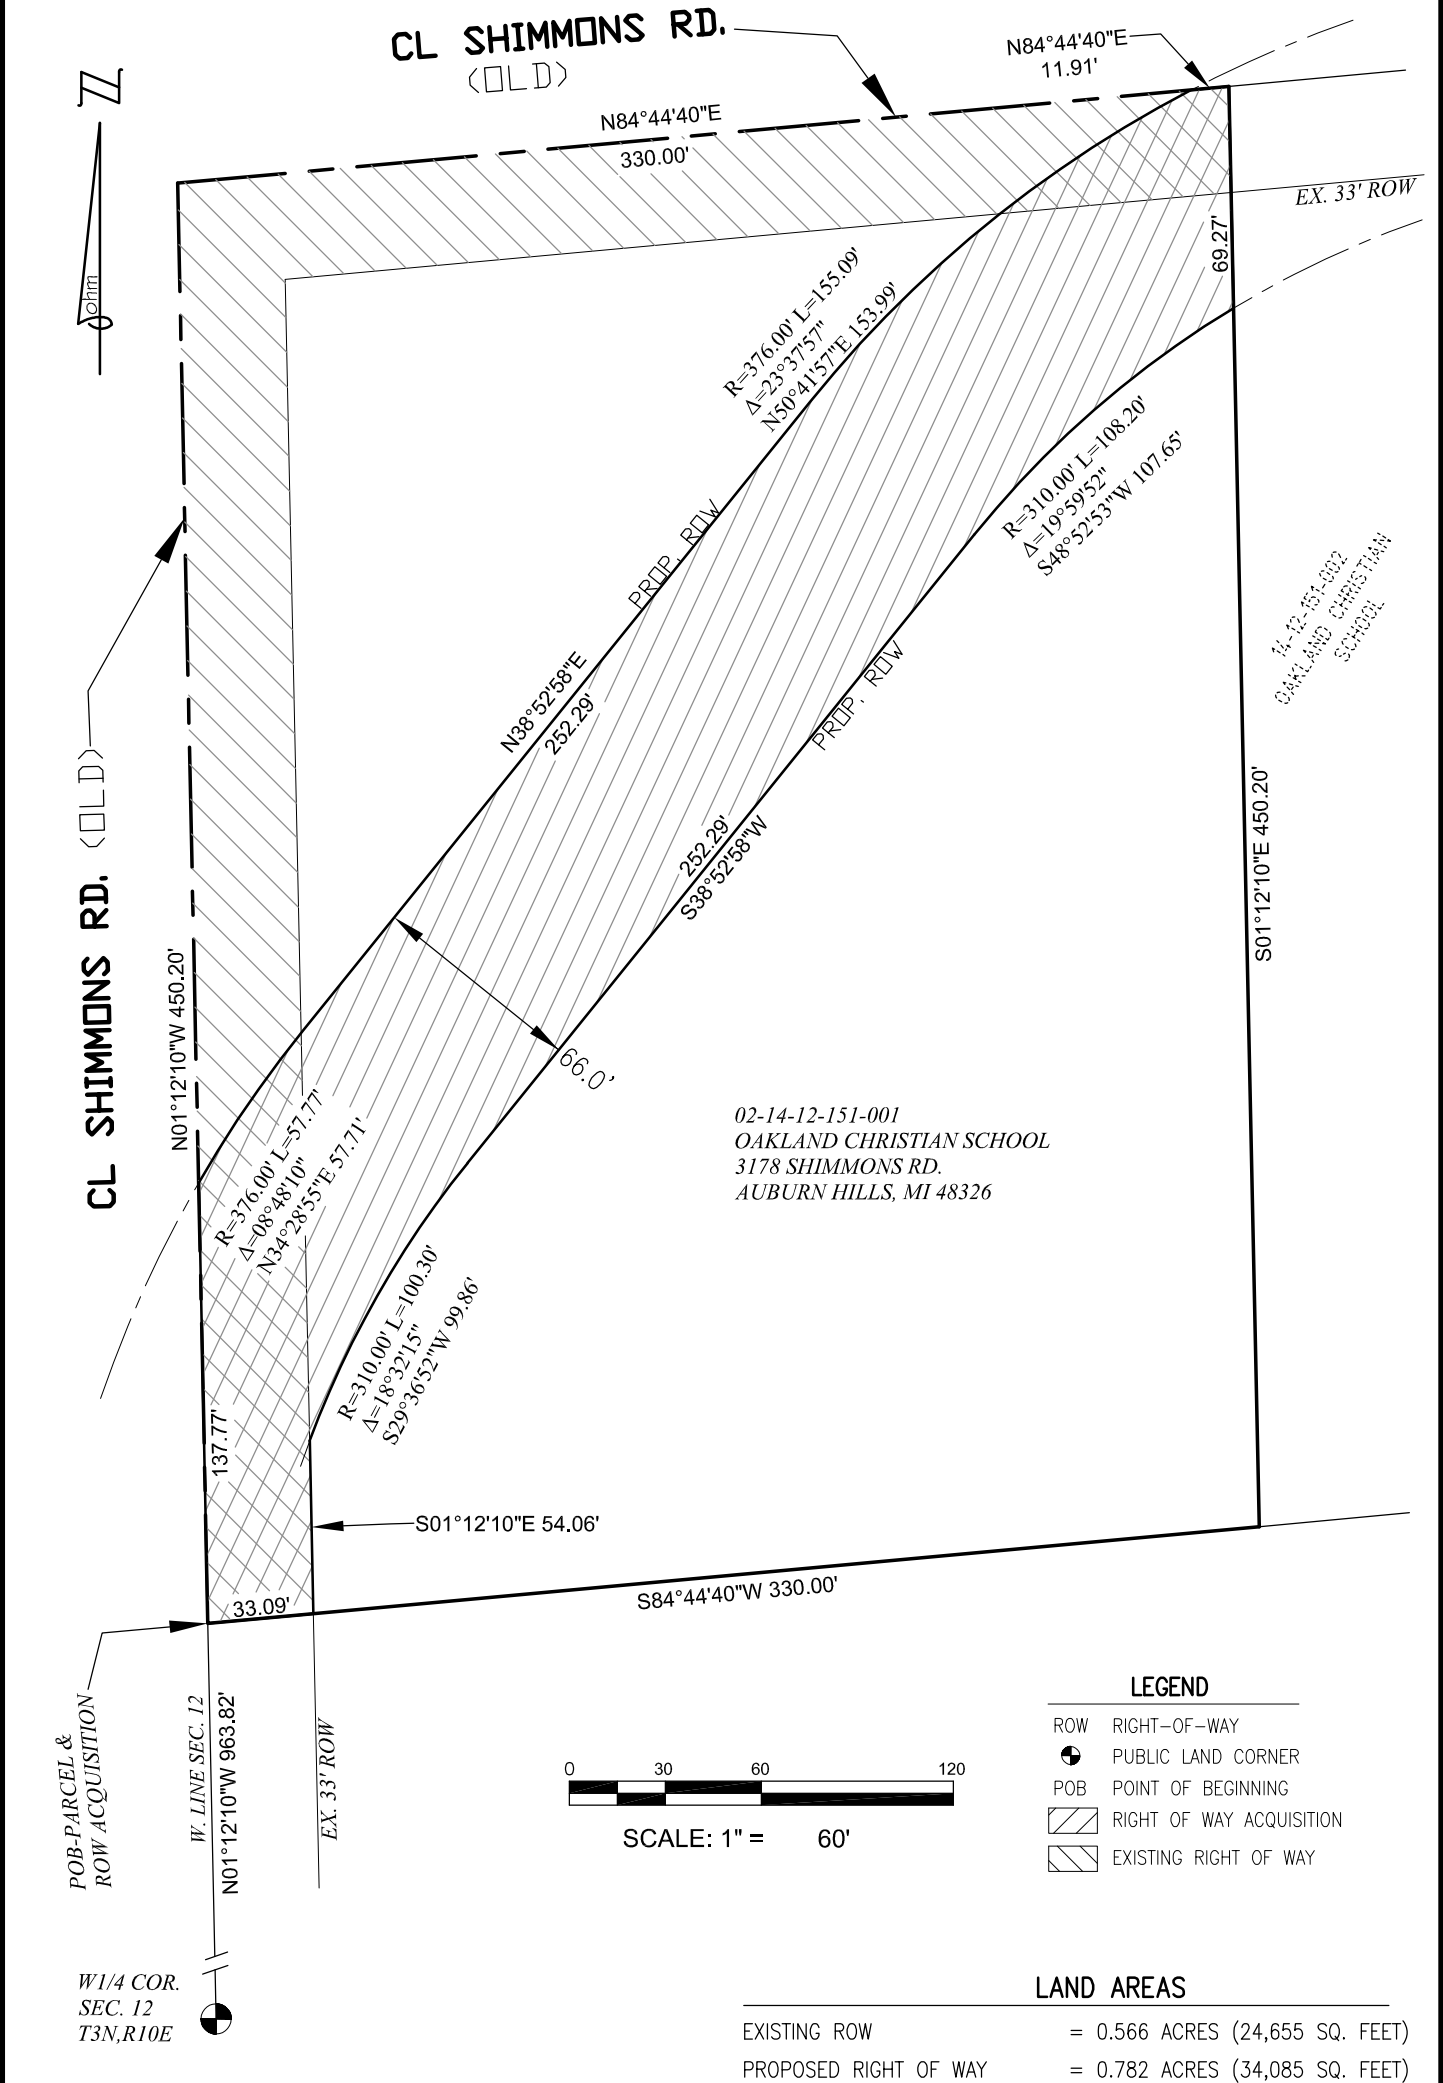 CL SHIMMONS RD.
(OLD)
N84°44'40"E
11.91'
N84°44'40"E
330.00'
EX. 33' ROW
69.27'
Ohm
R=376.00' L=155.09'
Δ=23°37'57"
N50°41'57"E 153.99'
R=310.00' L=108.20'
Δ=19°59'52"
S48°52'53"W 107.65'
PROP. ROW
14-12-151-002
OAKLAND CHRISTIAN
SCHOOL
N38°52'58"E
252.29'
PROP. ROW
252.29'
S38°52'58"W
CL SHIMMONS RD. (OLD)
N01°12'10"W 450.20'
S01°12'10"E 450.20'
66.0'
02-14-12-151-001
OAKLAND CHRISTIAN SCHOOL
3178 SHIMMONS RD.
AUBURN HILLS, MI 48326
R=376.00' L=57.77'
Δ=08°48'10"
N34°28'55"E 57.71'
R=310.00' L=100.30'
Δ=18°32'15"
S29°36'52"W 99.86'
137.77'
S01°12'10"E 54.06'
33.09'
S84°44'40"W 330.00'
POB-PARCEL &
ROW ACQUISITION
W. LINE SEC. 12
N01°12'10"W 963.82'
EX. 33' ROW
0 30 60 120
SCALE: 1" = 60'
LEGEND
ROW RIGHT-OF-WAY
PUBLIC LAND CORNER
POB POINT OF BEGINNING
RIGHT OF WAY ACQUISITION
EXISTING RIGHT OF WAY
W1/4 COR.
SEC. 12
T3N,R10E
LAND AREAS
EXISTING ROW = 0.566 ACRES (24,655 SQ. FEET)
PROPOSED RIGHT OF WAY = 0.782 ACRES (34,085 SQ. FEET)